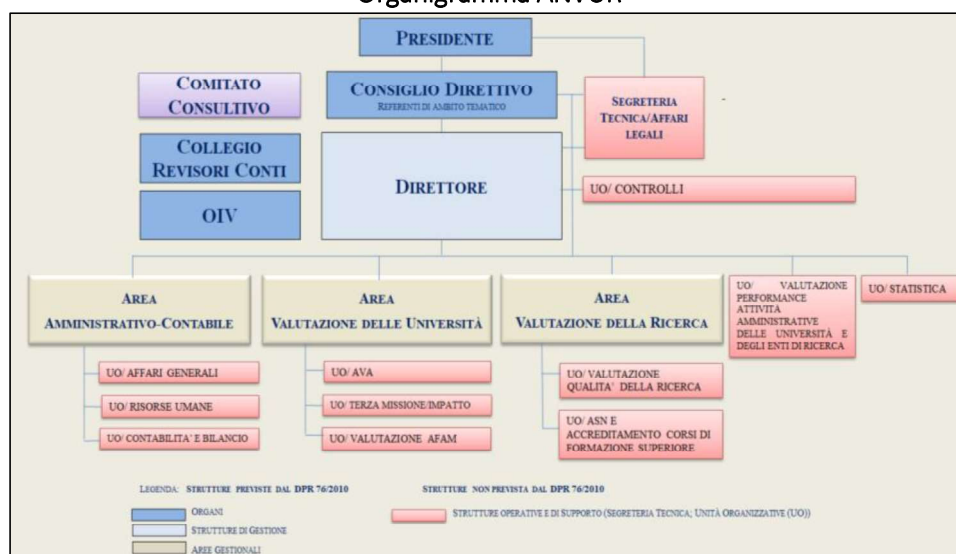 Organigramma ANVUR
PRESIDENTE
COMITATO
CONSULTIVO
CONSIGLIO DIRETTIVO
REFERENTI DI AMBITO TEMATICO
SEGRETERIA
TECNICA/AFFARI
LEGALI
COLLEGIO
REVISORI CONTI
DIRETTORE
UO/ CONTROLLI
OIV
AREA
AMMINISTRATIVO-CONTABILE
AREA
VALUTAZIONE DELLE UNIVERSITÀ
AREA
VALUTAZIONE DELLA RICERCA
UO/ VALUTAZIONE
PERFORMANCE
ATTIVITÀ
AMMINISTRATIVE
DELLE UNIVERSITÀ E
DEGLI ENTI DI RICERCA
UO/ STATISTICA
UO/ AFFARI GENERALI
UO/ RISORSE UMANE
UO/ CONTABILITA' E BILANCIO
UO/ AVA
UO/ TERZA MISSIONE/IMPATTO
UO/ VALUTAZIONE AFAM
UO/ VALUTAZIONE
QUALITA' DELLA RICERCA
UO/ ASN E
ACCREDITAMENTO CORSI DI
FORMAZIONE SUPERIORE
LEGENDA: STRUTTURE PREVISTE DAL DPR 76/2010
STRUTTURE NON PREVISTA DAL DPR 76/2010
ORGANI
STRUTTURE DI GESTIONE
AREE GESTIONALI
STRUTTURE OPERATIVE E DI SUPPORTO (SEGRETERIA TECNICA; UNITÀ ORGANIZZATIVE (UO))